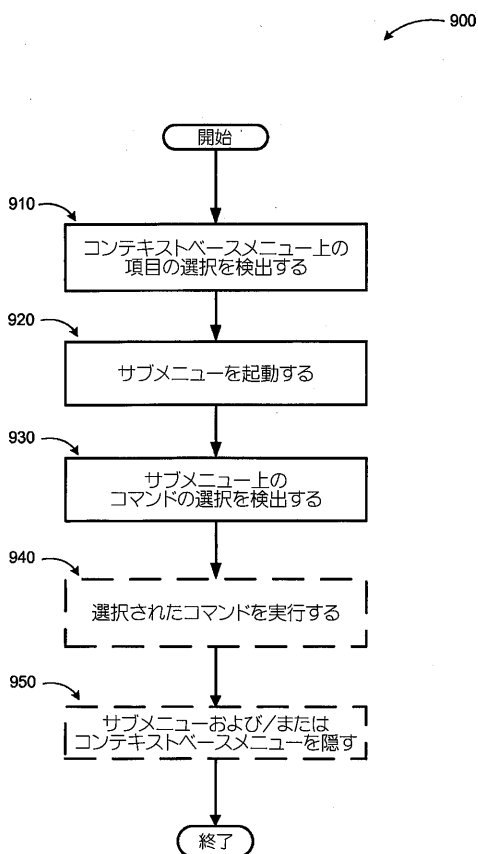 900
開始
910
コンテキストベースメニュー上の
項目の選択を検出する
920
サブメニューを起動する
930
サブメニュー上の
コマンドの選択を検出する
940
選択されたコマンドを実行する
950
サブメニューおよび/または
コンテキストベースメニューを隠す
終了